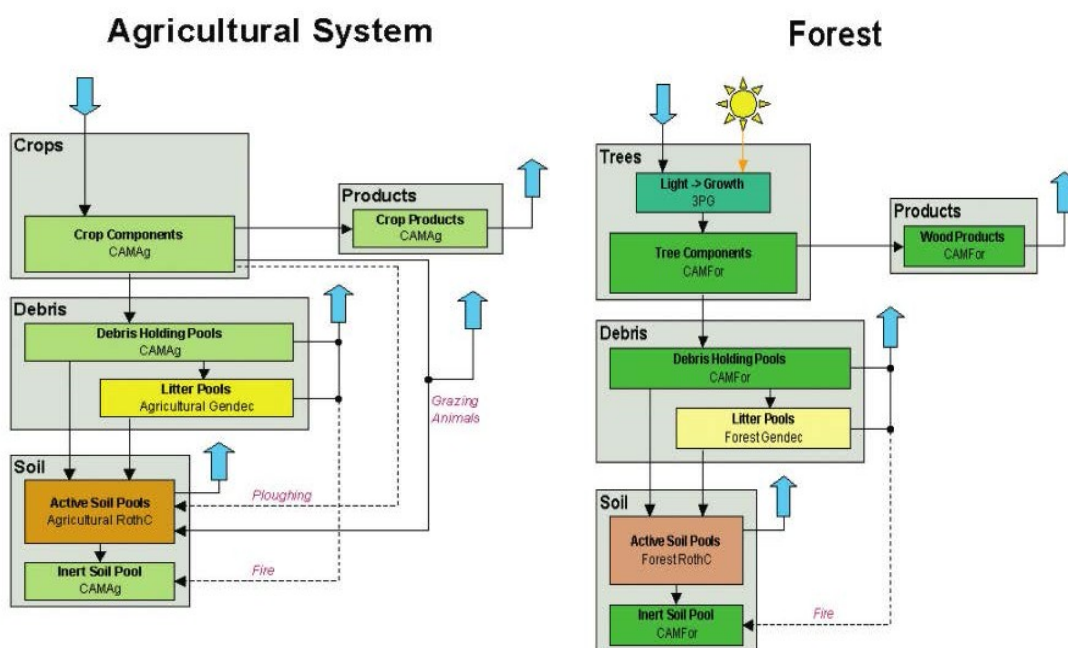 Agricultural System
Crops
Crop Components
CAMAg
Products
Crop Products
CAMAg
Debris
Debris Holding Pools
CAMAg
Litter Pools
Agricultural Gendec
Grazing
Animals
Soil
Active Soil Pools
Agricultural RothC
Ploughing
Inert Soil Pool
CAMAg
Fire
Forest
Trees
Light -> Growth
3PG
Tree Components
CAMFor
Products
Wood Products
CAMFor
Debris
Debris Holding Pools
CAMFor
Litter Pools
Forest Gendec
Soil
Active Soil Pools
Forest RothC
Inert Soil Pool
CAMFor
Fire